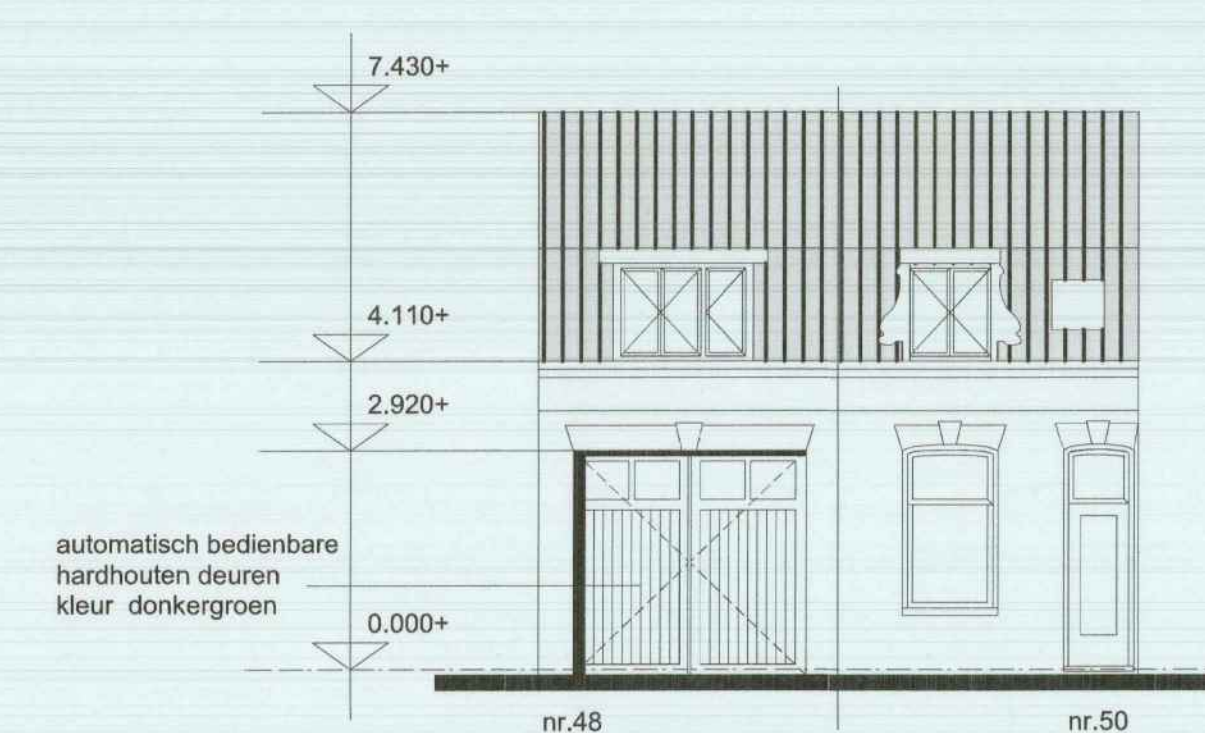 7.430+
4.110+
2.920+
automatisch bedienbare
hardhouten deuren
kleur donkergroen
0.000+
nr.48
nr.50